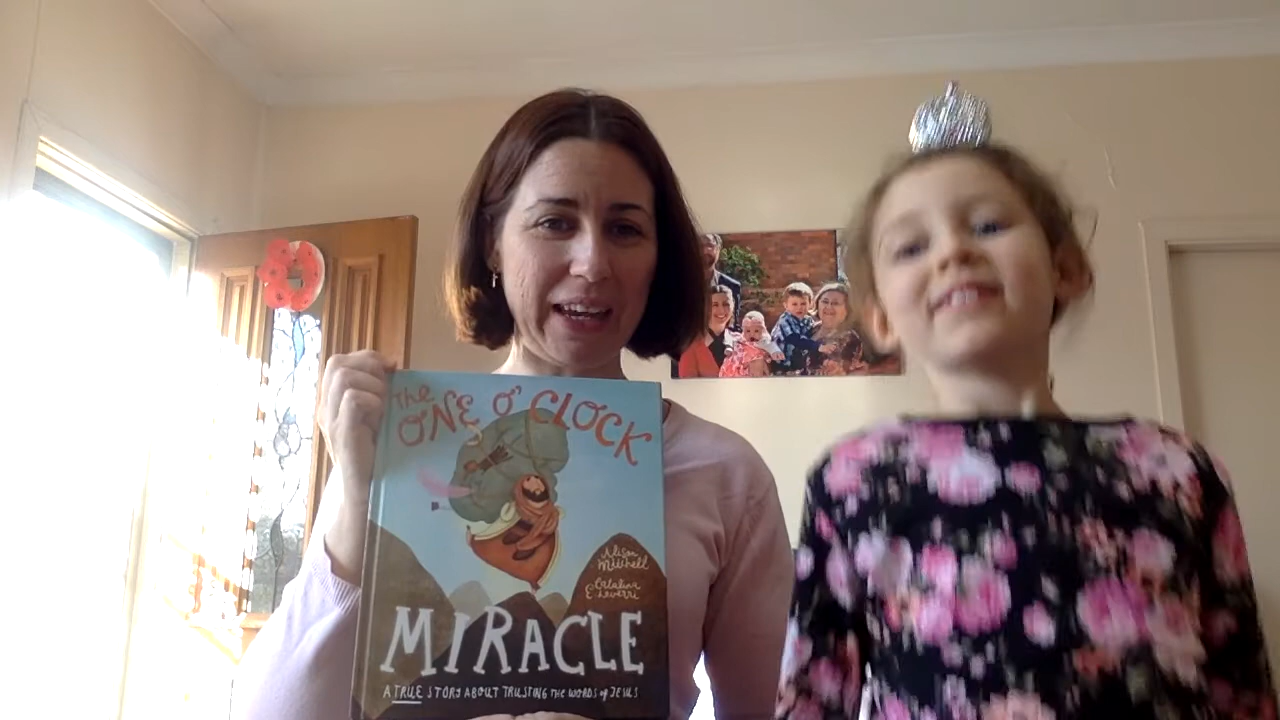 The
ONE O'CLOCK
Alison
Mitchell
Catalina
Echeverri
MIRACLE
A TRUE STORY ABOUT TRUSTING THE WORDS of JESUS